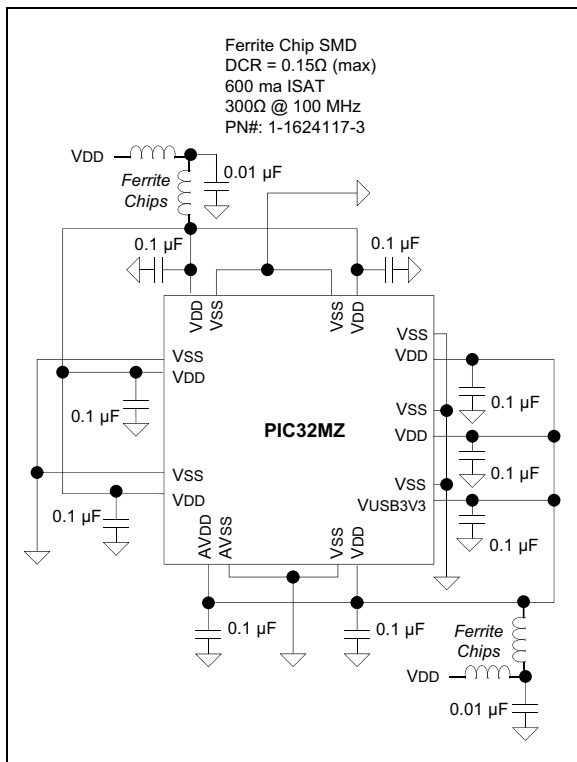 Ferrite Chip SMD
DCR = 0.15Ω (max)
600 ma ISAT
300Ω @ 100 MHz
PN#: 1-1624117-3
VDD
0.01 µF
Ferrite
Chips
0.1 µF
0.1 µF
VDD
VSS
VSS
VDD
VSS
VDD
0.1 µF
VSS
VDD
0.1 µF
PIC32MZ
VSS
VDD
0.1 µF
VSS
VDD
0.1 µF
VSS
VUSB3V3
0.1 µF
AVDD
AVSS
VSS
VDD
0.1 µF
0.1 µF
Ferrite
Chips
VDD
0.01 µF